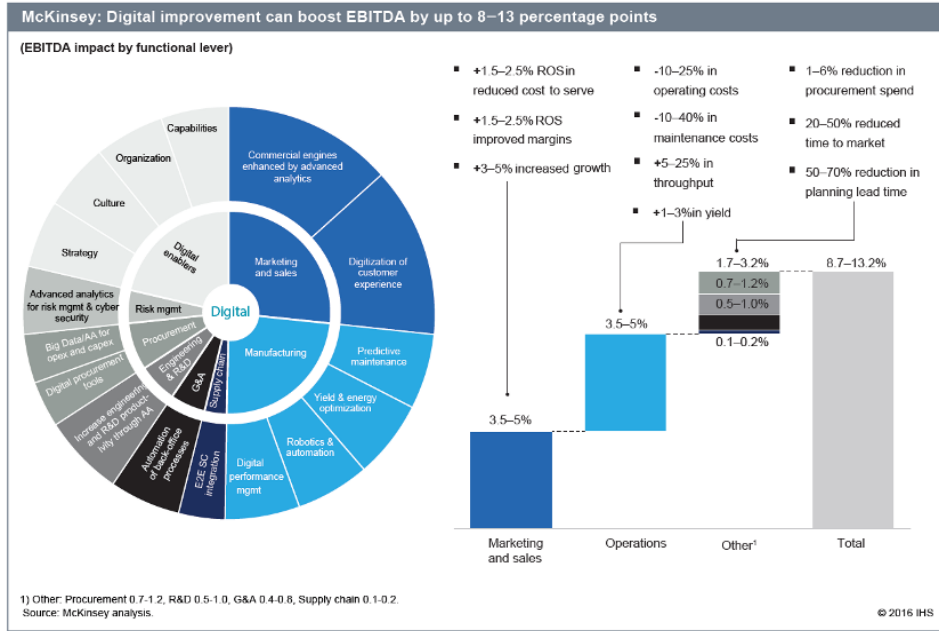 McKinsey: Digital improvement can boost EBITDA by up to 8–13 percentage points
(EBITDA impact by functional lever)
Capabilities
Organization
Culture
Strategy
Advanced analytics
for risk mgmt & cyber
security
Big Data/AA for
opex and capex
Digital procurement
tools
Increase engineering
and R&D product-
ivity through AA
Automation
of back-office
processes
E2E SC
integration
Digital
performance
mgmt
Robotics &
automation
Yield & energy
optimization
Predictive
maintenance
Digitization of
customer
experience
Commercial engines
enhanced by advanced
analytics
Digital
enablers
Marketing
and sales
Risk mgmt
Digital
Procurement
Engineering
& R&D
G&A
Supply chain
Manufacturing
▪ +1.5–2.5% ROS in
reduced cost to serve
▪ +1.5–2.5% ROS
improved margins
▪ +3–5% increased growth
▪ -10–25% in
operating costs
▪ -10–40% in
maintenance costs
▪ +5–25% in
throughput
▪ +1–3%in yield
▪ 1–6% reduction in
procurement spend
▪ 20–50% reduced
time to market
▪ 50–70% reduction in
planning lead time
3.5–5%
3.5–5%
1.7–3.2%
0.7–1.2%
0.5–1.0%
0.1–0.2%
8.7–13.2%
Marketing
and sales
Operations
Other¹
Total
1) Other: Procurement 0.7-1.2, R&D 0.5-1.0, G&A 0.4-0.8, Supply chain 0.1-0.2.
Source: McKinsey analysis.
© 2016 IHS